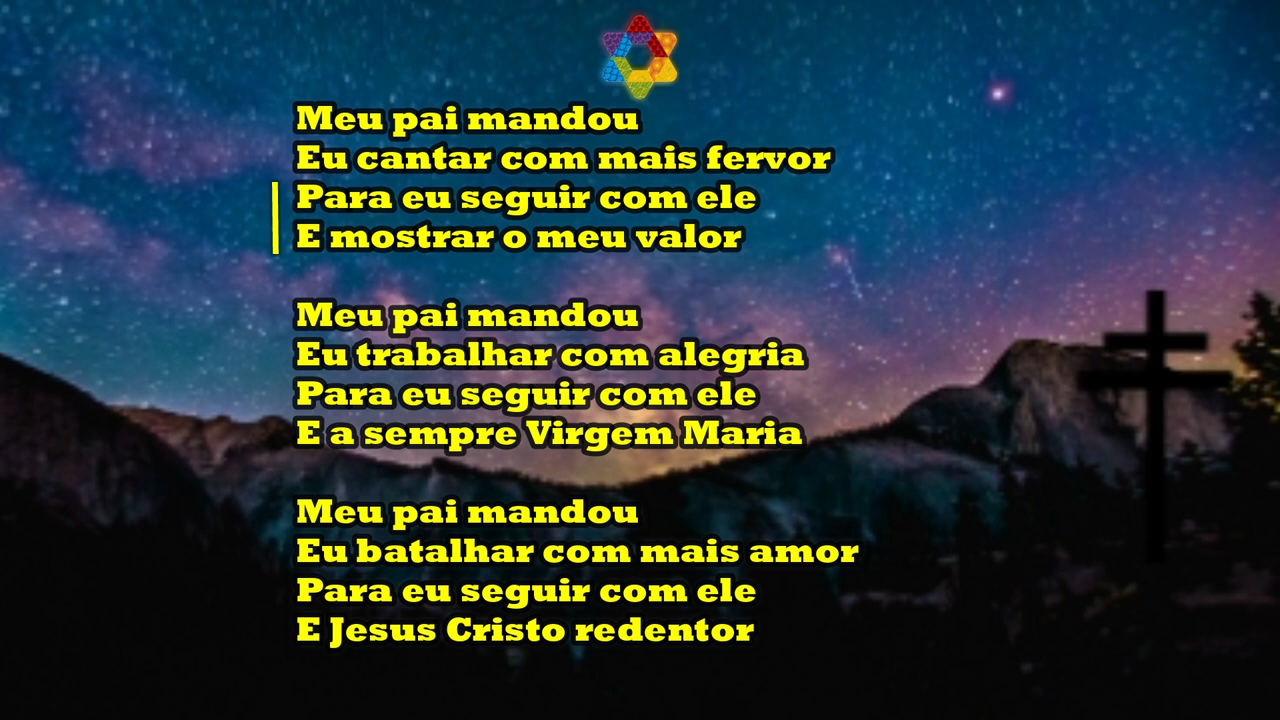 Meu pai mandou
Eu cantar com mais fervor
Para eu seguir com ele
E mostrar o meu valor
Meu pai mandou
Eu trabalhar com alegria
Para eu seguir com ele
E a sempre Virgem Maria
Meu pai mandou
Eu batalhar com mais amor
Para eu seguir com ele
E Jesus Cristo redentor